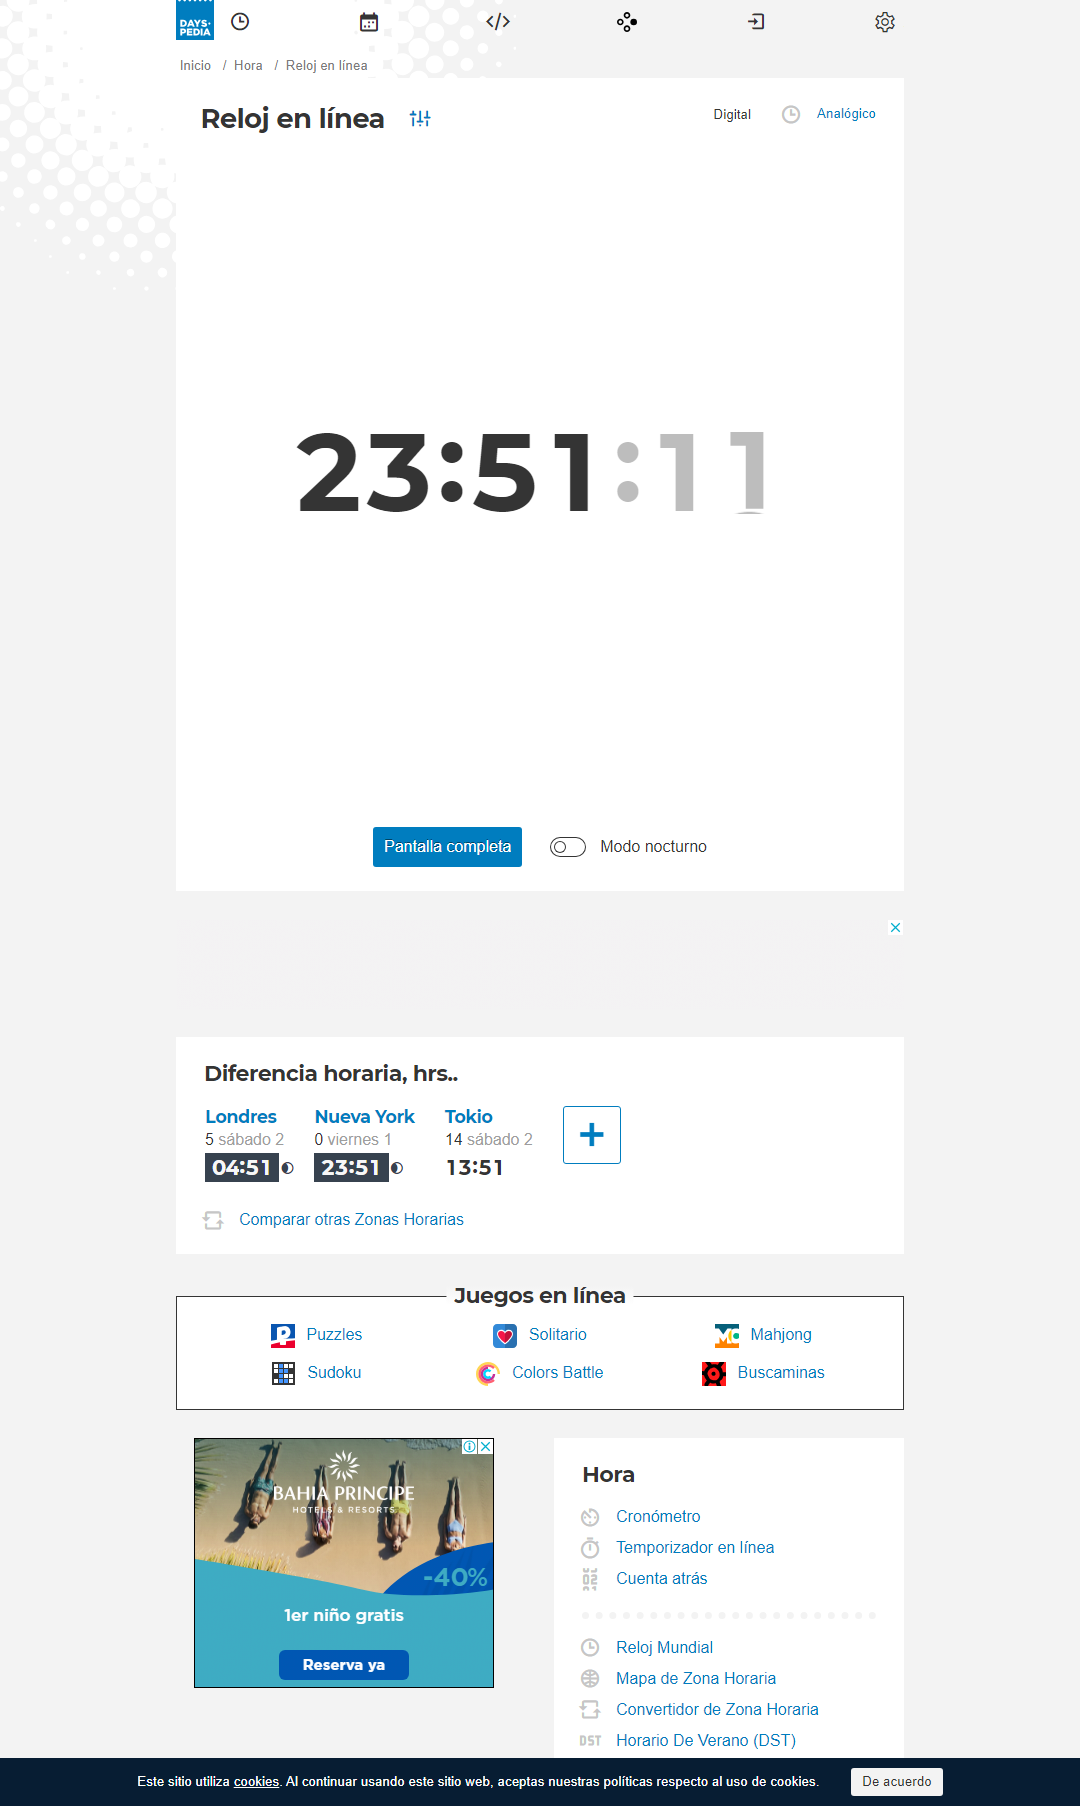 DAYS•
PEDIA
Inicio / Hora / Reloj en línea
Reloj en línea
Digital
Analógico
23:51:11
Pantalla completa
Modo nocturno
Diferencia horaria, hrs..
Londres
5 sábado 2
04:51
Nueva York
0 viernes 1
23:51
Tokio
14 sábado 2
13:51
+
Comparar otras Zonas Horarias
Juegos en línea
Puzzles
Solitario
Mahjong
Sudoku
Colors Battle
Buscaminas
BAHIA PRINCIPE
HOTELS & RESORTS
-40%
1er niño gratis
Reserva ya
Hora
Cronómetro
Temporizador en línea
Cuenta atrás
Reloj Mundial
Mapa de Zona Horaria
Convertidor de Zona Horaria
DST Horario De Verano (DST)
Este sitio utiliza cookies. Al continuar usando este sitio web, aceptas nuestras políticas respecto al uso de cookies.
De acuerdo